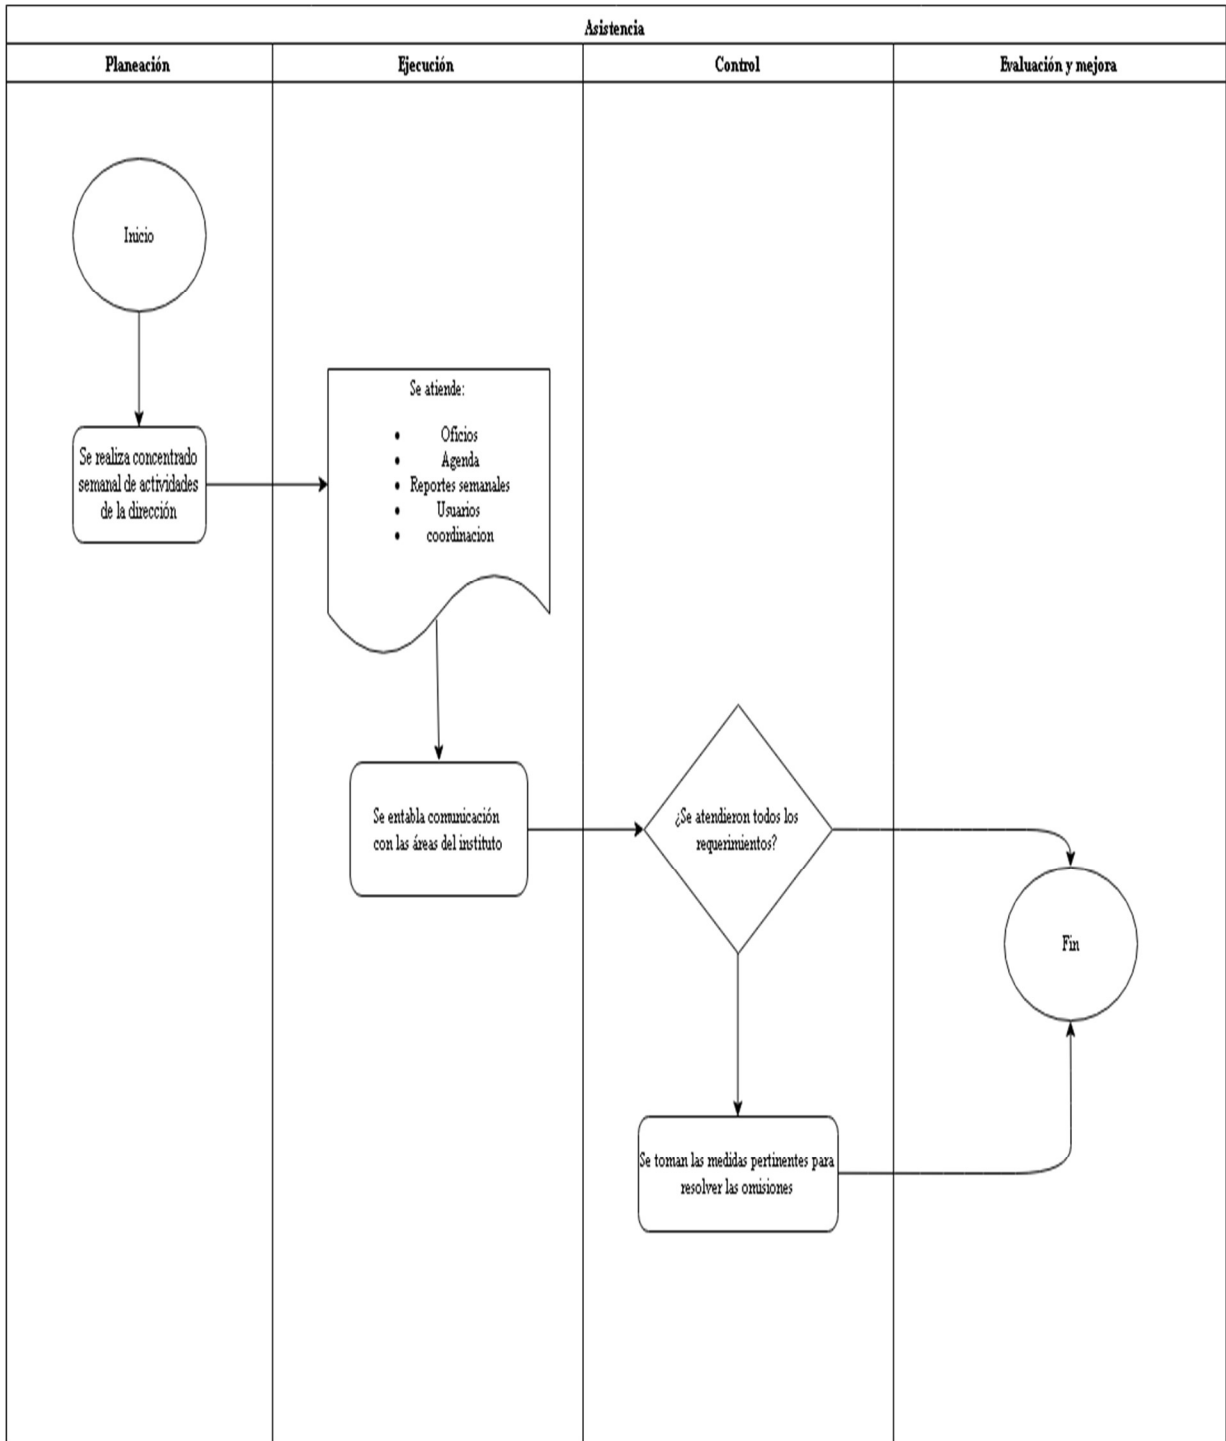 Asistencia
Planeación
Ejecución
Control
Evaluación y mejora
Inicio
Se realiza concentrado
semanal de actividades
de la dirección
Se atiende:
• Oficios
• Agenda
• Reportes semanales
• Usuarios
• coordinacion
Se entabla comunicación
con las áreas del instituto
¿Se atendieron todos los
requerimientos?
Fin
Se toman las medidas pertinentes para
resolver las omisiones